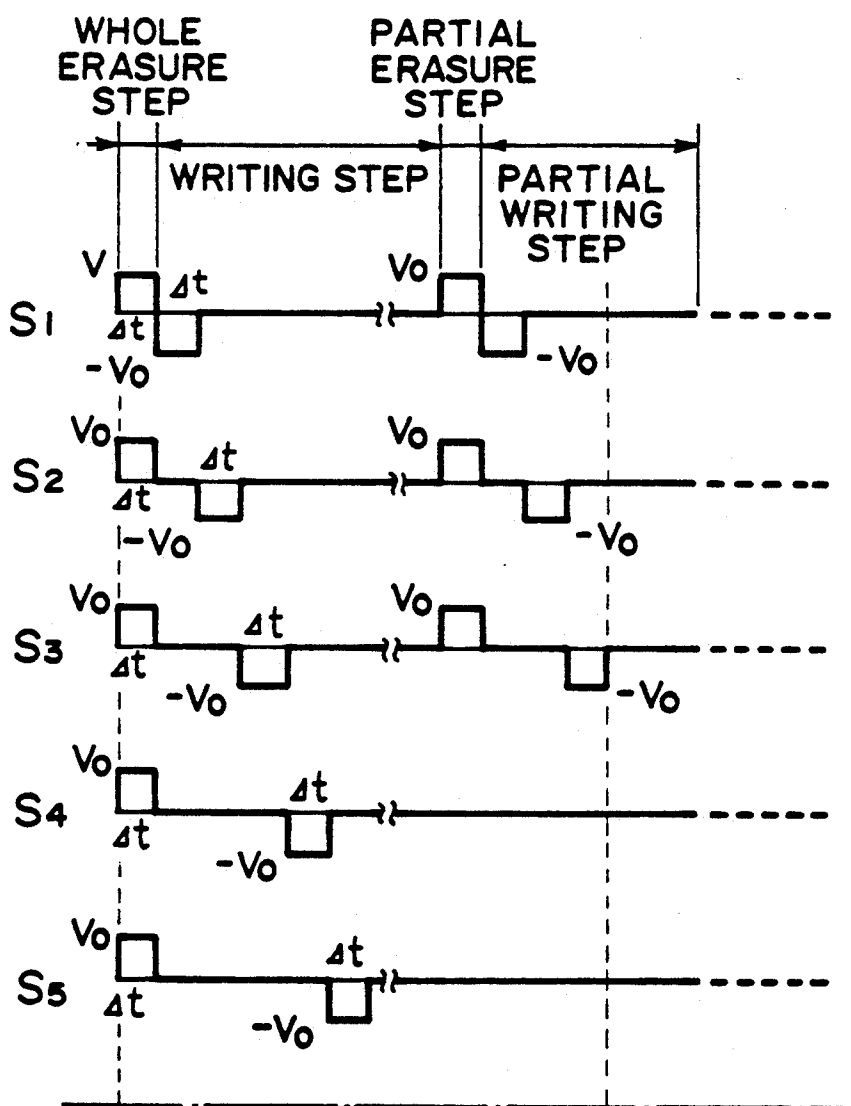 WHOLE
ERASURE
STEP
PARTIAL
ERASURE
STEP
WRITING STEP
PARTIAL
WRITING
STEP
V
Δt
Vo
S1
Δt
-Vo
-Vo
Vo
Δt
Vo
S2
Δt
-Vo
-Vo
Vo
Δt
Vo
S3
Δt
-Vo
-Vo
Vo
Δt
S4
Δt
-Vo
Vo
Δt
S5
Δt
-Vo